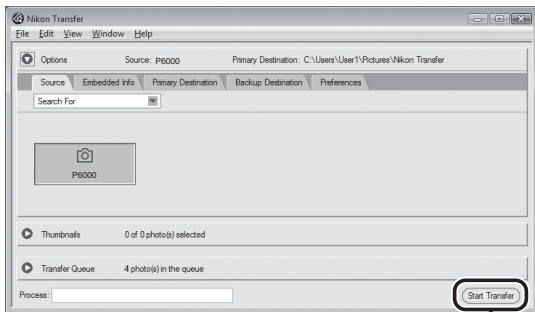 Nikon Transfer
File Edit View Window Help
Options Source: P6000 Primary Destination: C:\Users\User1\Pictures\Nikon Transfer
Source Embedded Info Primary Destination Backup Destination Preferences
Search For
P6000
Thumbnails 0 of 0 photo(s) selected
Transfer Queue 4 photo(s) in the queue
Process: Start Transfer